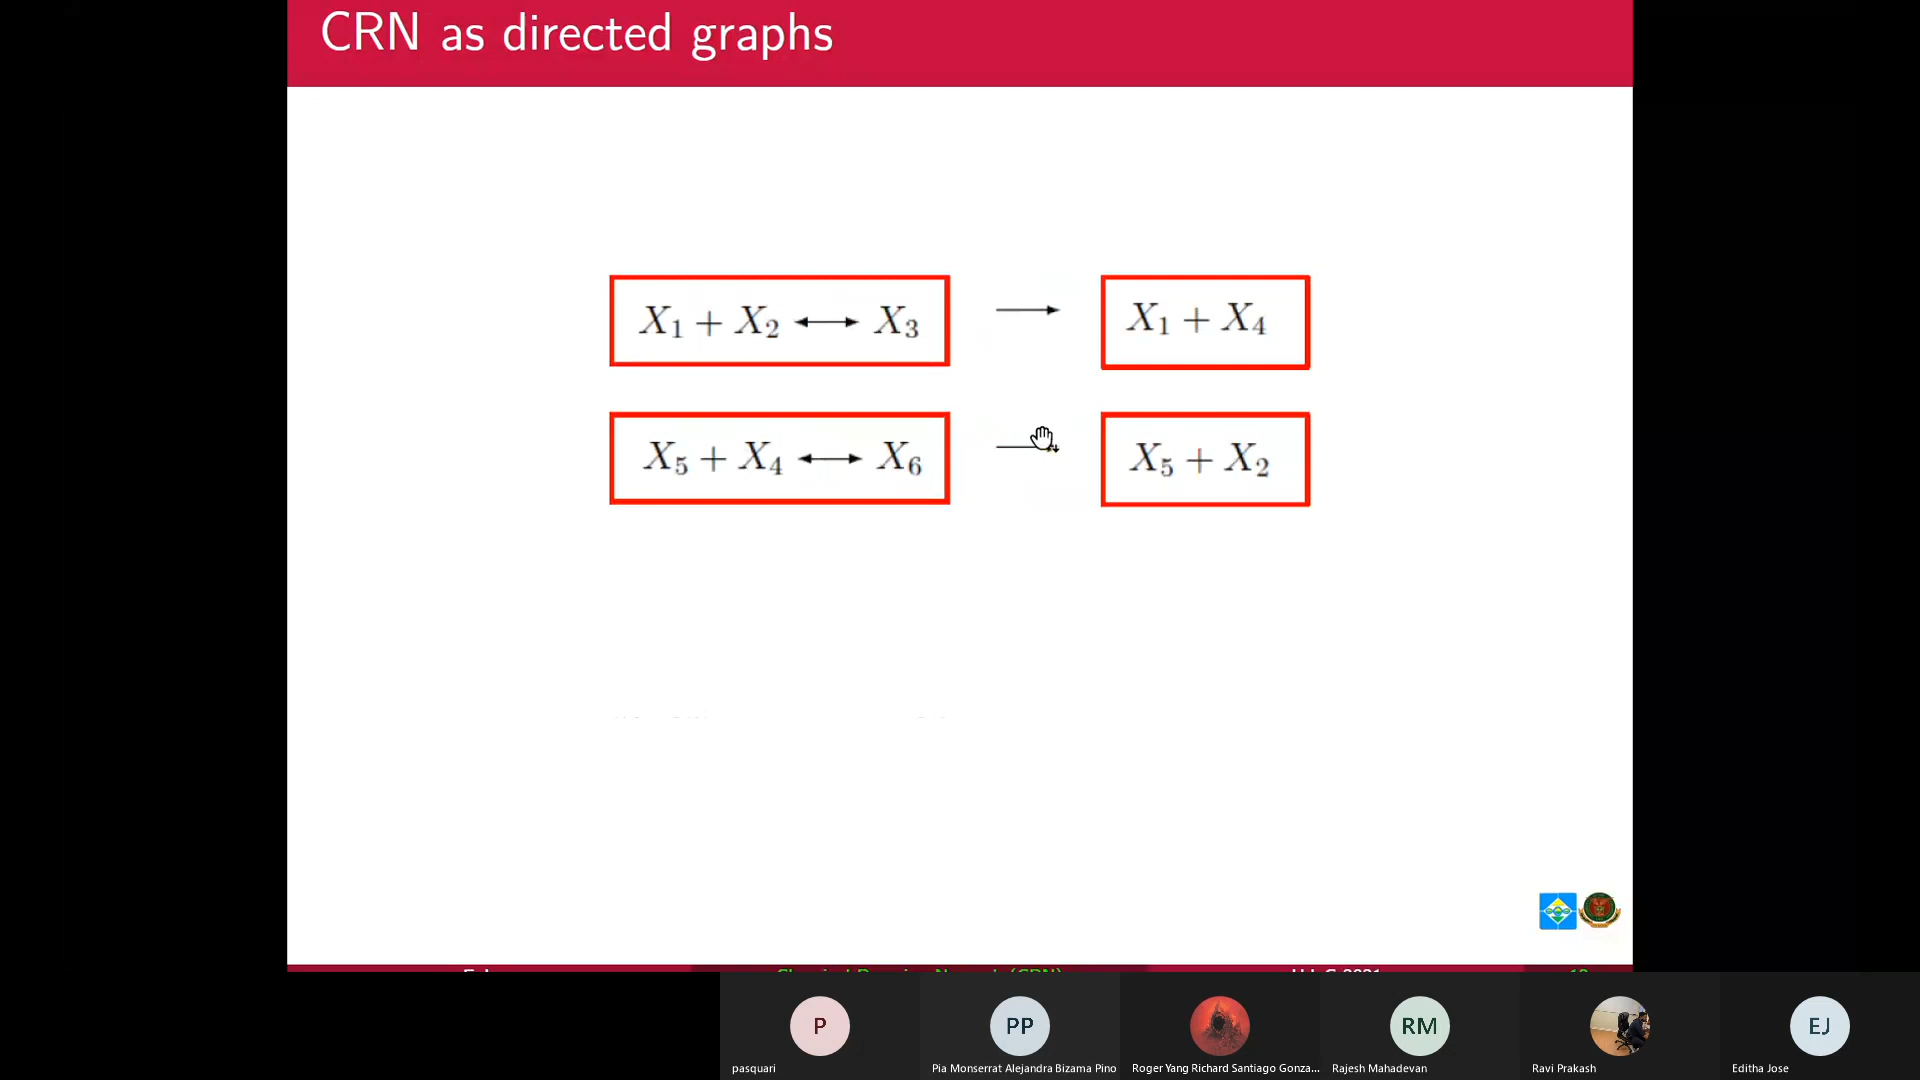 CRN as directed graphs
X₁ + X₂ ↔ X₃ → X₁ + X₄
X₅ + X₄ ↔ X₆ → X₅ + X₂
P PP RM EJ
pasquari Pia Monserrat Alejandra Bizama Pino Roger Yang Richard Santiago Gonza... Rajesh Mahadevan Ravi Prakash Editha Jose